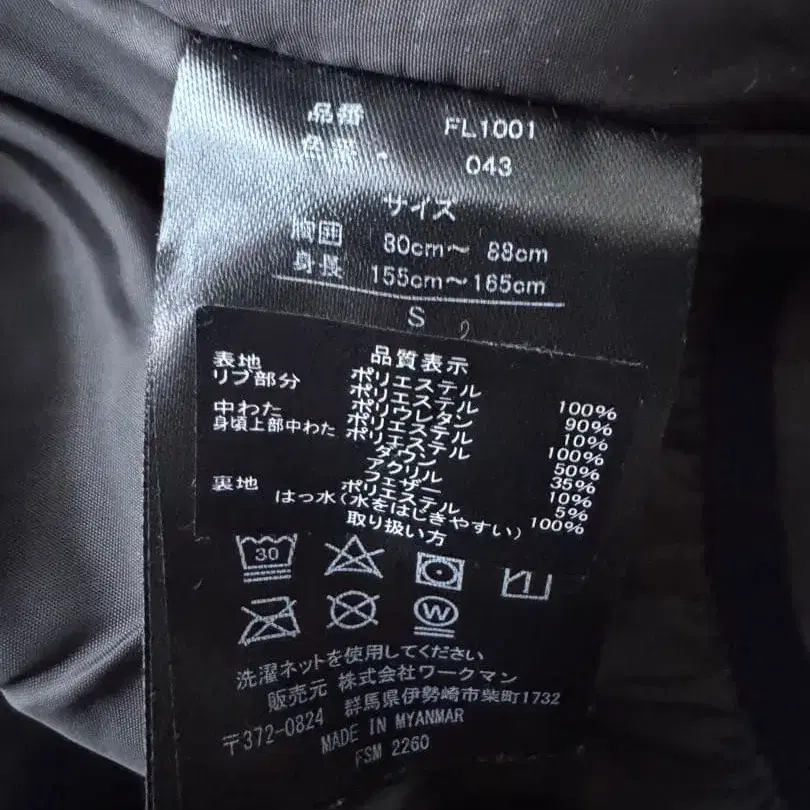 品番 FL1001
色 043
サイズ
胸囲 80cm〜 88cm
身長 155cm〜165cm
S
品質表示
表地 ポリエステル 100%
リブ部分 ポリエステル 90%
ポリウレタン 10%
中わた ポリエステル 100%
身頃上部中わた ポリエステル 50%
ダウン 35%
アクリル 10%
フェザー 5%
裏地 ポリエステル 100%
はっ水(水をはじきやすい)
取り扱い方
30
W
洗濯ネットを使用してください
販売元 株式会社ワークマン
群馬県伊勢崎市柴町1732
〒372-0824
MADE IN MYANMAR
FSM 2260